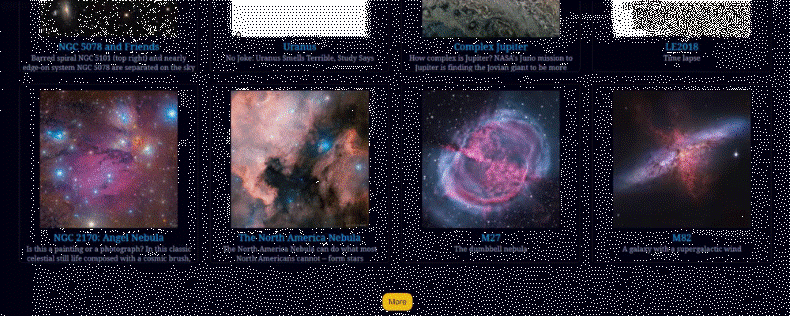 NGC 5078 and Friends
Barred spiral NGC 5101 (top right) and nearly
edge-on system NGC 5078 are separated on the sky
Uranus
'No Joke' Uranus Smells Terrible, Study Says
Complex Jupiter
How complex is Jupiter? NASA's Juno mission to
Jupiter is finding the Jovian giant to be more
LE2018
Time lapse
NGC 2170: Angel Nebula
Is this a painting or a photograph? In this classic
celestial still life composed with a cosmic brush,
The North America Nebula
The North America Nebula can do what most
North Americans cannot -- form stars
M27
The dumbbell nebula
M82
A galaxy with a supergalactic wind
More